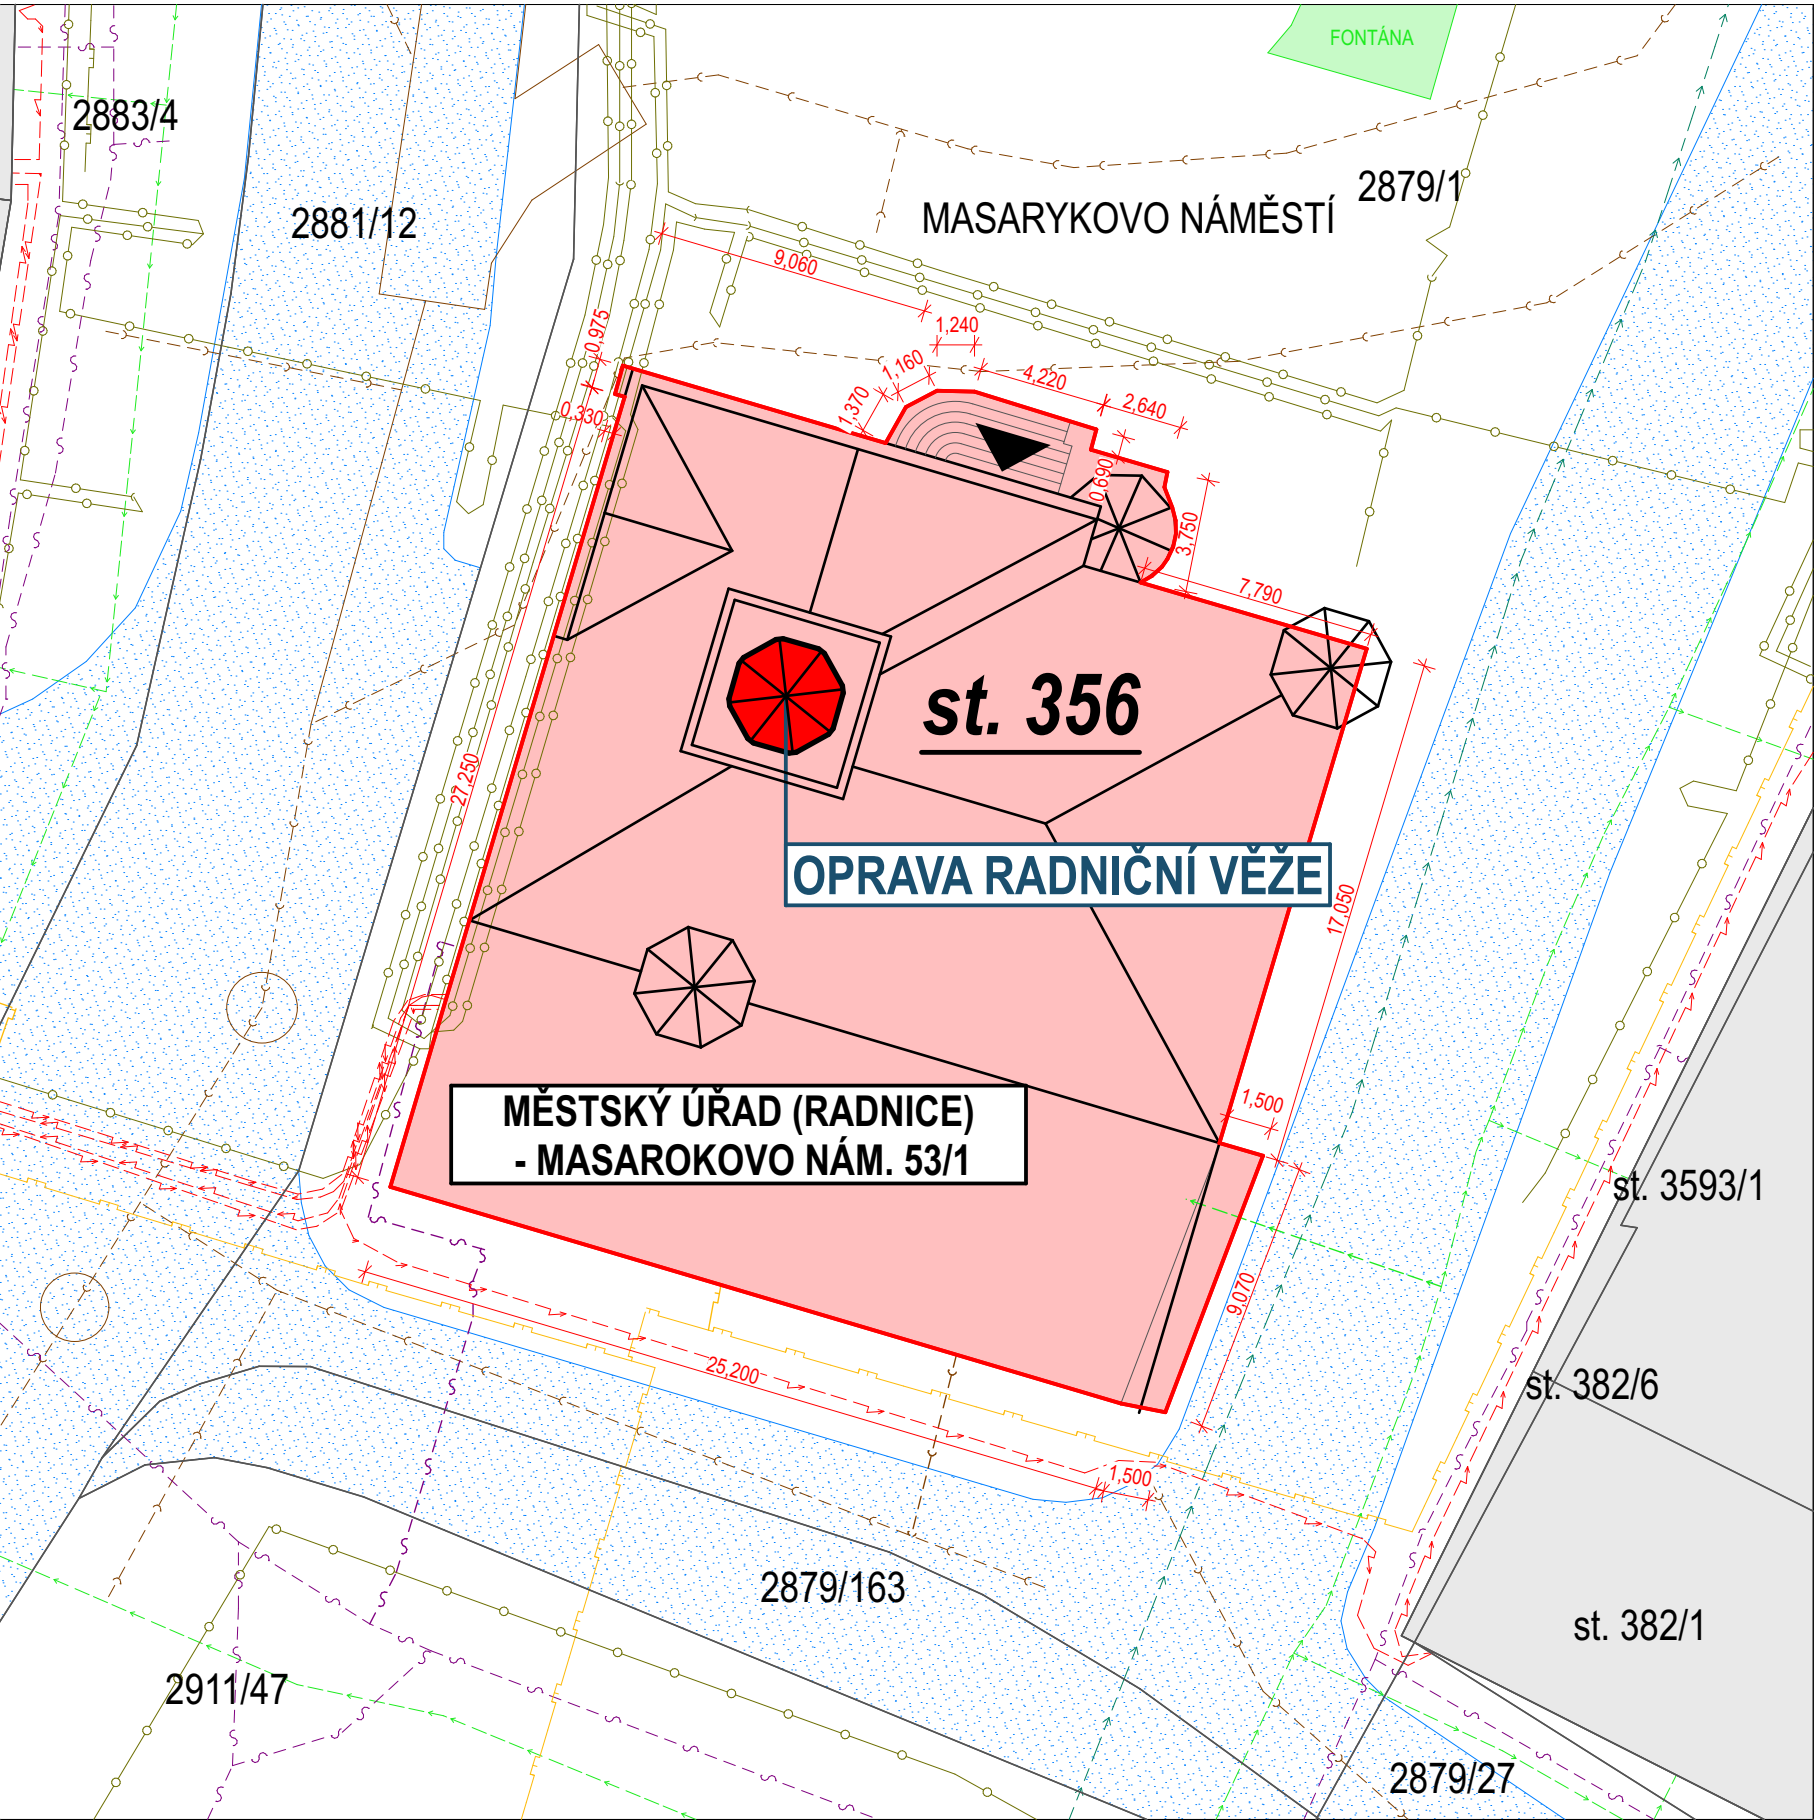 FONTÁNA
2883/4
2879/1
2881/12
MASARYKOVO NÁMĚSTÍ
9,060
0,975
1,240
1,160
4,220
1,370
2,640
0,330
0,690
3,750
7,790
st. 356
27,250
OPRAVA RADNIČNÍ VĚŽE
17,050
MĚSTSKÝ ÚŘAD (RADNICE)
- MASAROKOVO NÁM. 53/1
1,500
st. 3593/1
9,070
25,200
st. 382/6
1,500
2879/163
st. 382/1
2911/47
2879/27